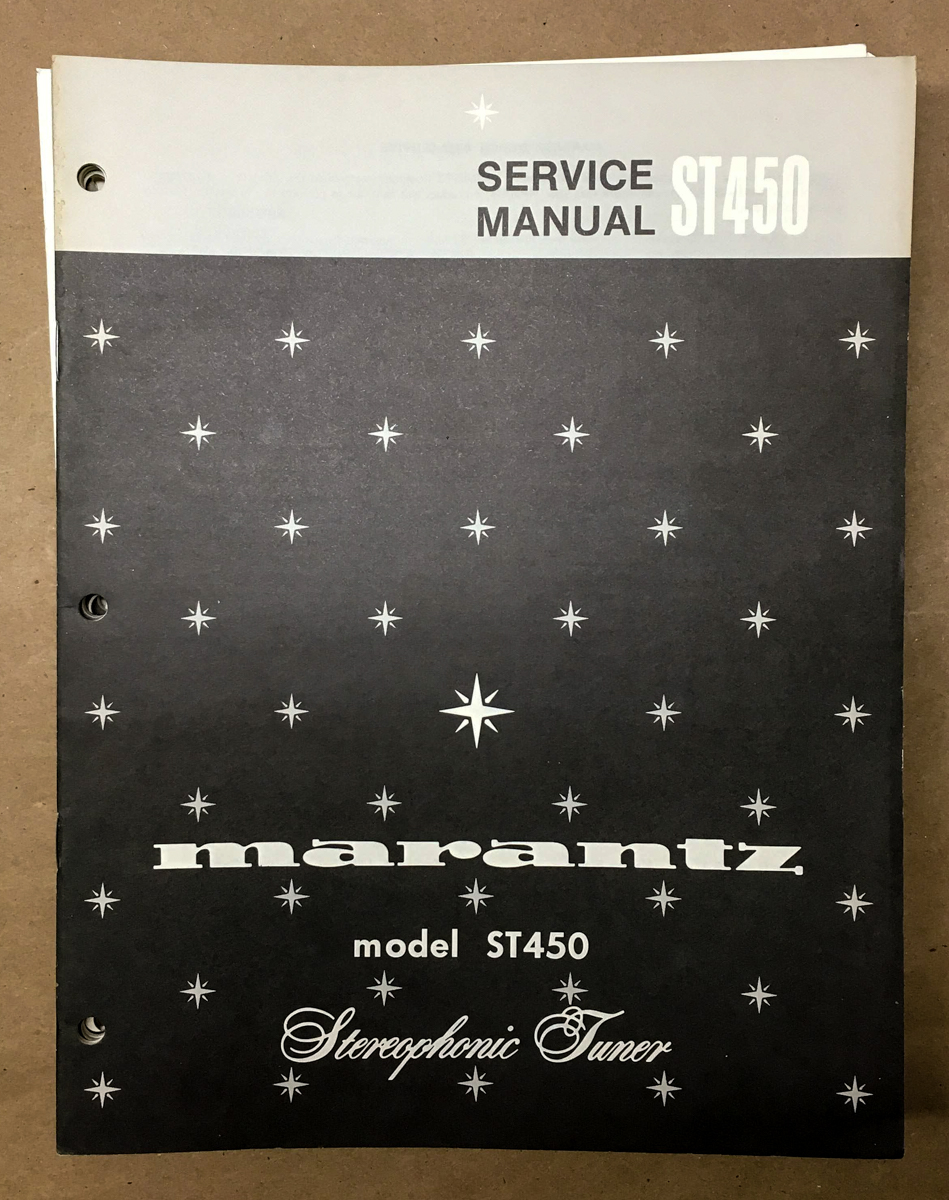 SERVICE
MANUAL ST450
marantz
model ST450
Stereophonic Tuner